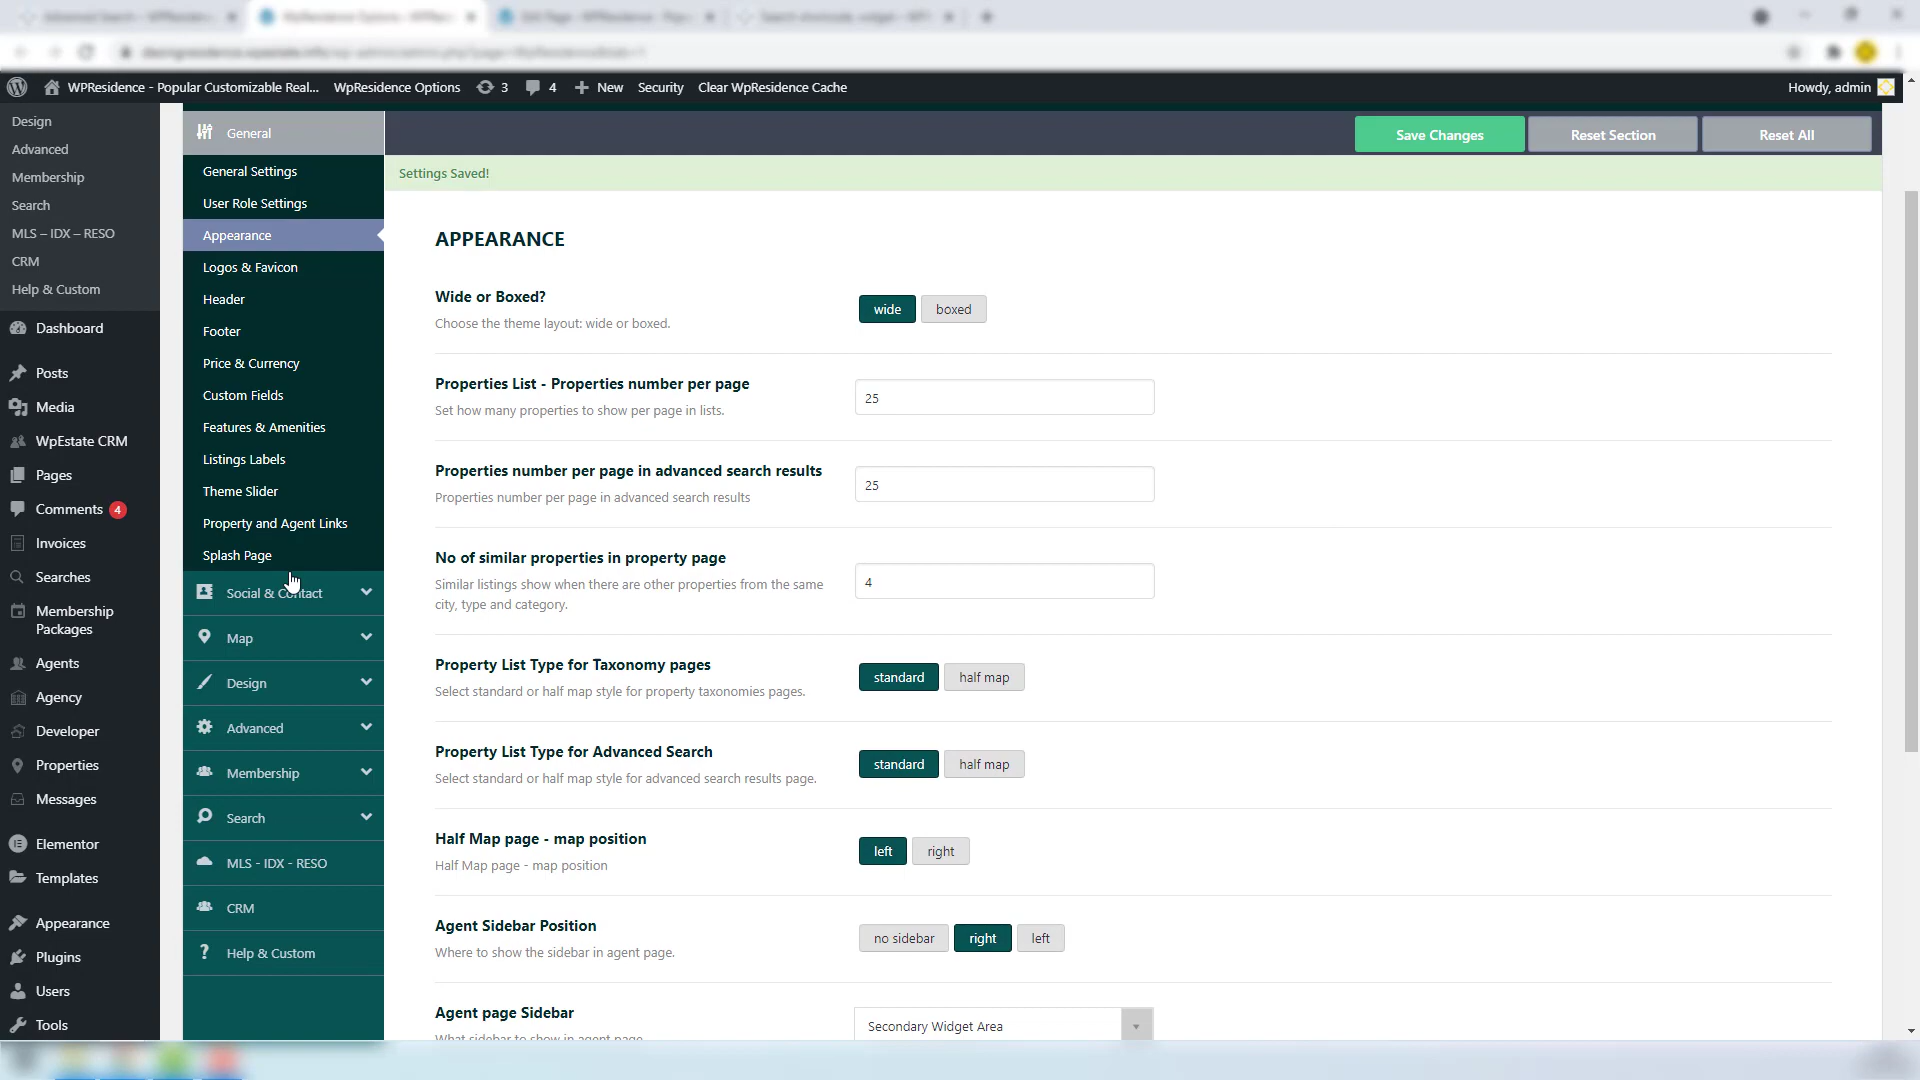 WPResidence - Popular Customizable Real... WpResidence Options 3 4 New Security Clear WpResidence Cache Howdy, admin
Design
Advanced
Membership
Search
MLS – IDX – RESO
CRM
Help & Custom
Dashboard
Posts
Media
WpEstate CRM
Pages
Comments 4
Invoices
Searches
Membership
Packages
Agents
Agency
Developer
Properties
Messages
Elementor
Templates
Appearance
Plugins
Users
Tools
General
General Settings
User Role Settings
Appearance
Logos & Favicon
Header
Footer
Price & Currency
Custom Fields
Features & Amenities
Listings Labels
Theme Slider
Property and Agent Links
Splash Page
Social & Contact
Map
Design
Advanced
Membership
Search
MLS - IDX - RESO
CRM
Help & Custom
Save Changes Reset Section Reset All
Settings Saved!
APPEARANCE
Wide or Boxed?
Choose the theme layout: wide or boxed.
wide boxed
Properties List - Properties number per page
Set how many properties to show per page in lists.
25
Properties number per page in advanced search results
Properties number per page in advanced search results
25
No of similar properties in property page
Similar listings show when there are other properties from the same
city, type and category.
4
Property List Type for Taxonomy pages
Select standard or half map style for property taxonomies pages.
standard half map
Property List Type for Advanced Search
Select standard or half map style for advanced search results page.
standard half map
Half Map page - map position
Half Map page - map position
left right
Agent Sidebar Position
Where to show the sidebar in agent page.
no sidebar right left
Agent page Sidebar
What sidebar to show in agent page.
Secondary Widget Area